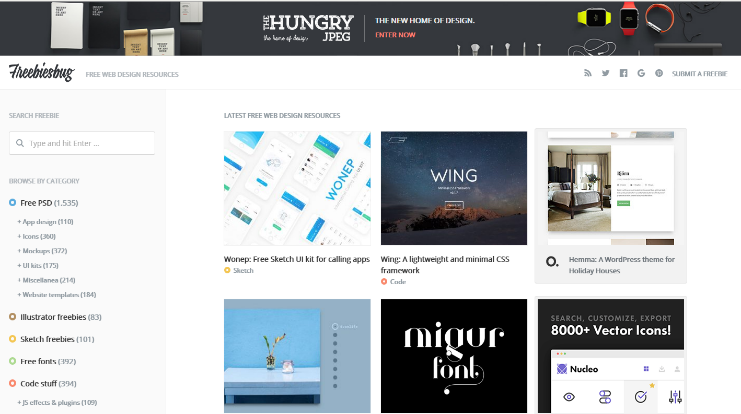 THE HUNGRY JPEG
the home of design
THE NEW HOME OF DESIGN.
ENTER NOW
Freebiesbug
FREE WEB DESIGN RESOURCES
SUBMIT A FREEBIE
SEARCH FREEBIE
Type and hit Enter ...
BROWSE BY CATEGORY
Free PSD (1.535)
+ App design (110)
+ Icons (360)
+ Mockups (372)
+ UI kits (175)
+ Miscellanea (214)
+ Website templates (184)
Illustrator freebies (83)
Sketch freebies (101)
Free fonts (392)
Code stuff (394)
+ JS effects & plugins (109)
LATEST FREE WEB DESIGN RESOURCES
WONEP
Wonep: Free Sketch UI kit for calling apps
Sketch
WING
Wing: A lightweight and minimal CSS
framework
Code
O.
Hemma: A WordPress theme for
Holiday Houses
migur
font
SEARCH, CUSTOMIZE, EXPORT
8000+ Vector Icons!
Nucleo